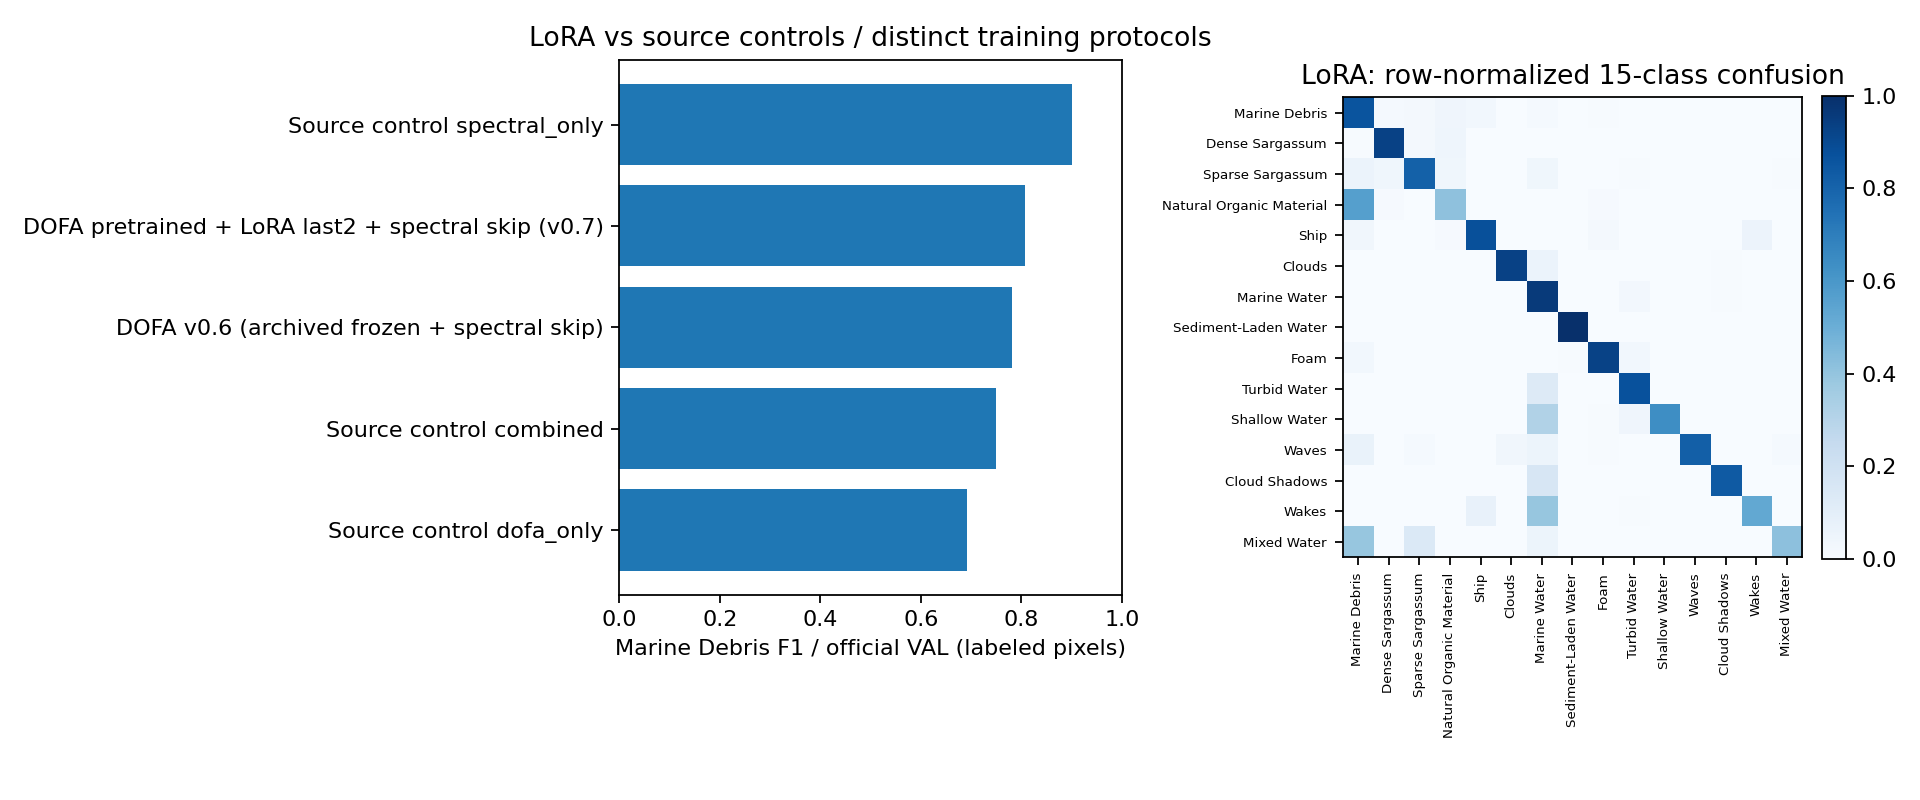 LoRA vs source controls / distinct training protocols
Source control spectral_only
DOFA pretrained + LoRA last2 + spectral skip (v0.7)
DOFA v0.6 (archived frozen + spectral skip)
Source control combined
Source control dofa_only
0.0 0.2 0.4 0.6 0.8 1.0
Marine Debris F1 / official VAL (labeled pixels)
LoRA: row-normalized 15-class confusion
Marine Debris
Dense Sargassum
Sparse Sargassum
Natural Organic Material
Ship
Clouds
Marine Water
Sediment-Laden Water
Foam
Turbid Water
Shallow Water
Waves
Cloud Shadows
Wakes
Mixed Water
Marine Debris
Dense Sargassum
Sparse Sargassum
Natural Organic Material
Ship
Clouds
Marine Water
Sediment-Laden Water
Foam
Turbid Water
Shallow Water
Waves
Cloud Shadows
Wakes
Mixed Water
1.0
0.8
0.6
0.4
0.2
0.0